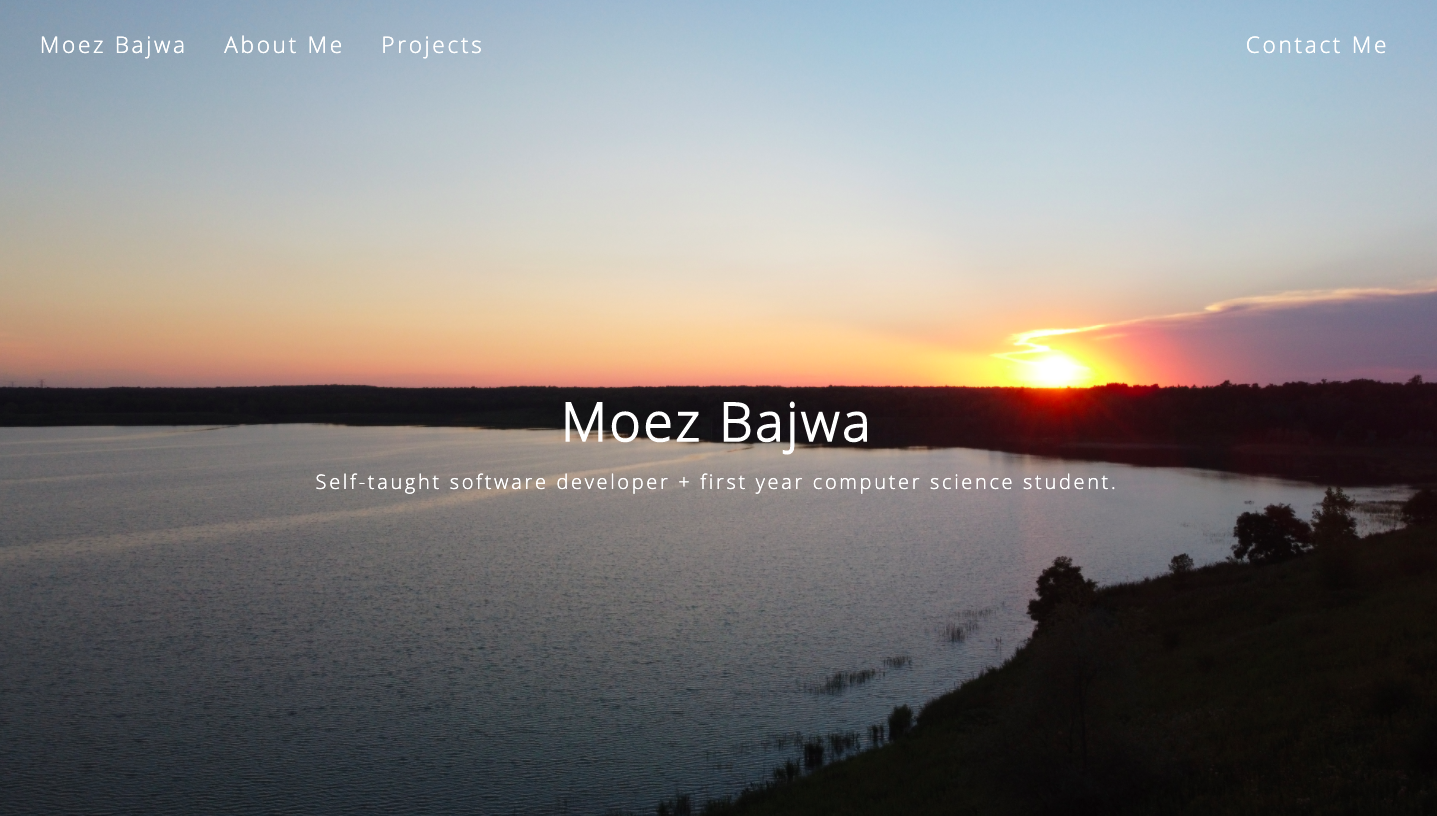 Moez Bajwa About Me Projects Contact Me
Moez Bajwa
Self-taught software developer + first year computer science student.